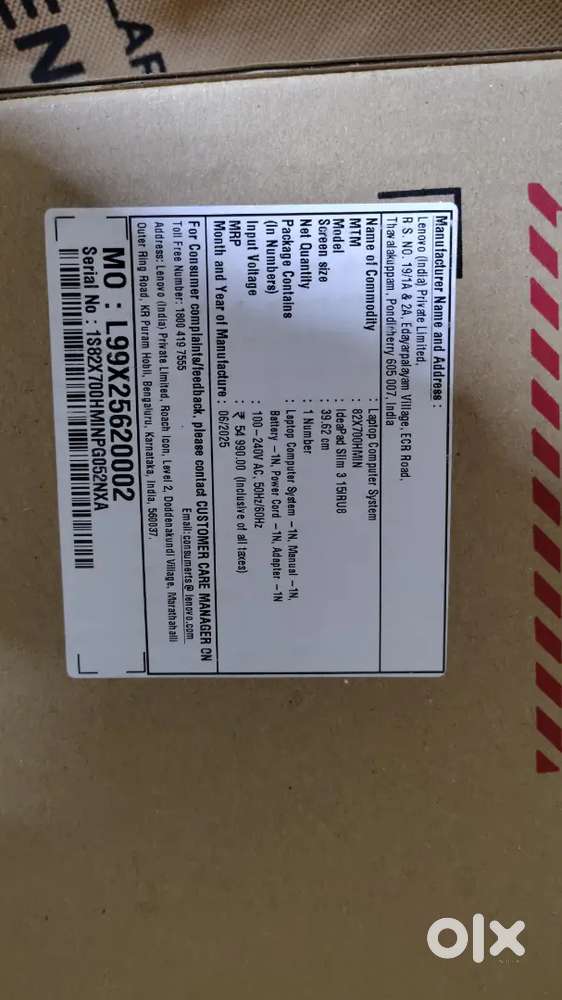 Manufacturer Name and Address :
Lenovo (India) Private Limited,
R S. NO. 19/1A & 2A, Edayarpalayam Village, ECR Road,
Thavalakuppam, Pondicherry 605 007, India
Name of Commodity : Laptop Computer System
MTM : 82X700HMIN
Model : IdeaPad Slim 3 15IRU8
Screen size : 39.62 cm
Net Quantity : 1 Number
Package Contains : Laptop Computer System –1N, Manual –1N,
(In Numbers) Battery –1N, Power Cord –1N, Adapter –1N
Input Voltage : 100–240V AC, 50Hz/60Hz
MRP : ₹ 54 990.00 (Inclusive of all taxes)
Month and Year of Manufacture : 06/2025
For Consumer complaints/feedback, please contact CUSTOMER CARE MANAGER ON
Toll Free Number: 1800 419 7555 Email:consumerts@lenovo.com
Address: Lenovo (India) Private Limited, Roach Icon, Level 2, Doddenakundi Village, Marathahalli
Outer Ring Road, KR Puram Hobli, Bengaluru, Karnataka, India. 560037.
MO : L99X25620002
Serial No : 1S82X700HMINPG052NXA
olx